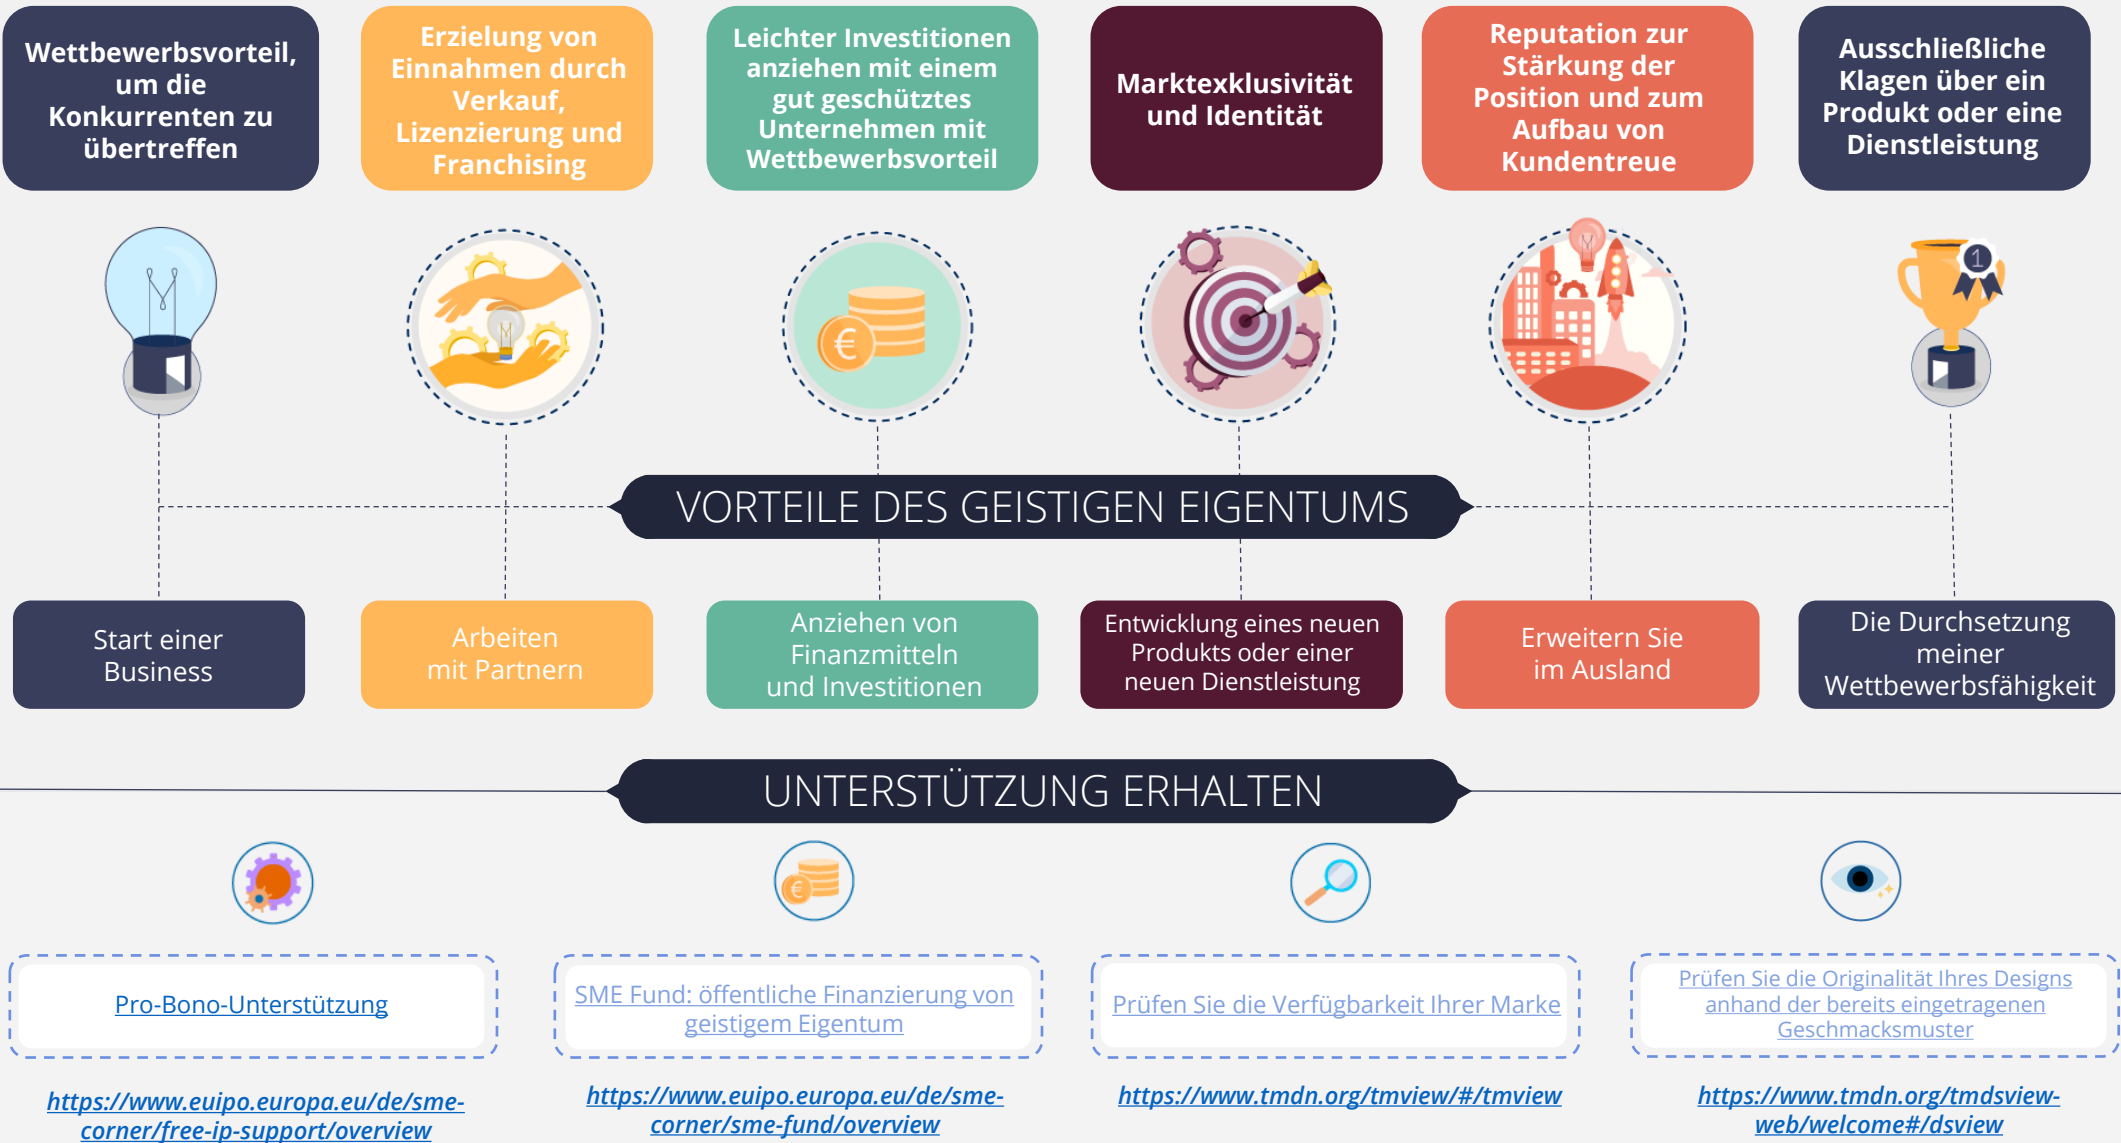 Wettbewerbsvorteil,
um die
Konkurrenten zu
übertreffen
Erzielung von
Einnahmen durch
Verkauf,
Lizenzierung und
Franchising
Leichter Investitionen
anziehen mit einem
gut geschütztes
Unternehmen mit
Wettbewerbsvorteil
Marktexklusivität
und Identität
Reputation zur
Stärkung der
Position und zum
Aufbau von
Kundentreue
Ausschließliche
Klagen über ein
Produkt oder eine
Dienstleistung
€
1
VORTEILE DES GEISTIGEN EIGENTUMS
Start einer
Business
Arbeiten
mit Partnern
Anziehen von
Finanzmitteln
und Investitionen
Entwicklung eines neuen
Produkts oder einer
neuen Dienstleistung
Erweitern Sie
im Ausland
Die Durchsetzung
meiner
Wettbewerbsfähigkeit
UNTERSTÜTZUNG ERHALTEN
€
Pro-Bono-Unterstützung
SME Fund: öffentliche Finanzierung von
geistigem Eigentum
Prüfen Sie die Verfügbarkeit Ihrer Marke
Prüfen Sie die Originalität Ihres Designs
anhand der bereits eingetragenen
Geschmacksmuster
https://www.euipo.europa.eu/de/sme-
corner/free-ip-support/overview
https://www.euipo.europa.eu/de/sme-
corner/sme-fund/overview
https://www.tmdn.org/tmview/#/tmview
https://www.tmdn.org/tmdsview-
web/welcome#/dsview